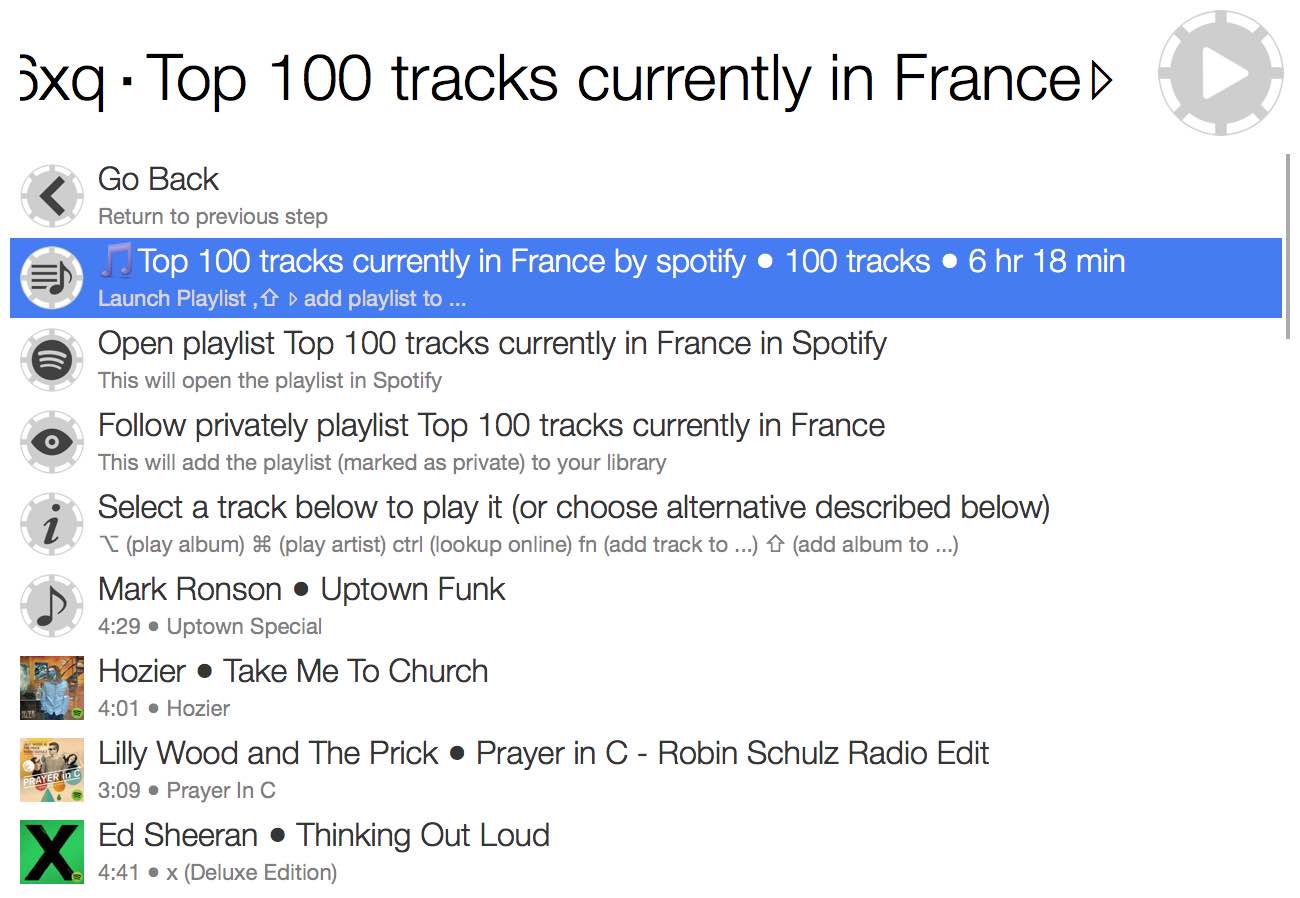 6xq · Top 100 tracks currently in France ▹
Go Back
Return to previous step
🎵Top 100 tracks currently in France by spotify ● 100 tracks ● 6 hr 18 min
Launch Playlist ,⇧ ▹ add playlist to ...
Open playlist Top 100 tracks currently in France in Spotify
This will open the playlist in Spotify
Follow privately playlist Top 100 tracks currently in France
This will add the playlist (marked as private) to your library
Select a track below to play it (or choose alternative described below)
⌥ (play album) ⌘ (play artist) ctrl (lookup online) fn (add track to ...) ⇧ (add album to ...)
Mark Ronson ● Uptown Funk
4:29 ● Uptown Special
Hozier ● Take Me To Church
4:01 ● Hozier
Lilly Wood and The Prick ● Prayer in C - Robin Schulz Radio Edit
PRAYER in C
3:09 ● Prayer In C
Ed Sheeran ● Thinking Out Loud
X
4:41 ● x (Deluxe Edition)